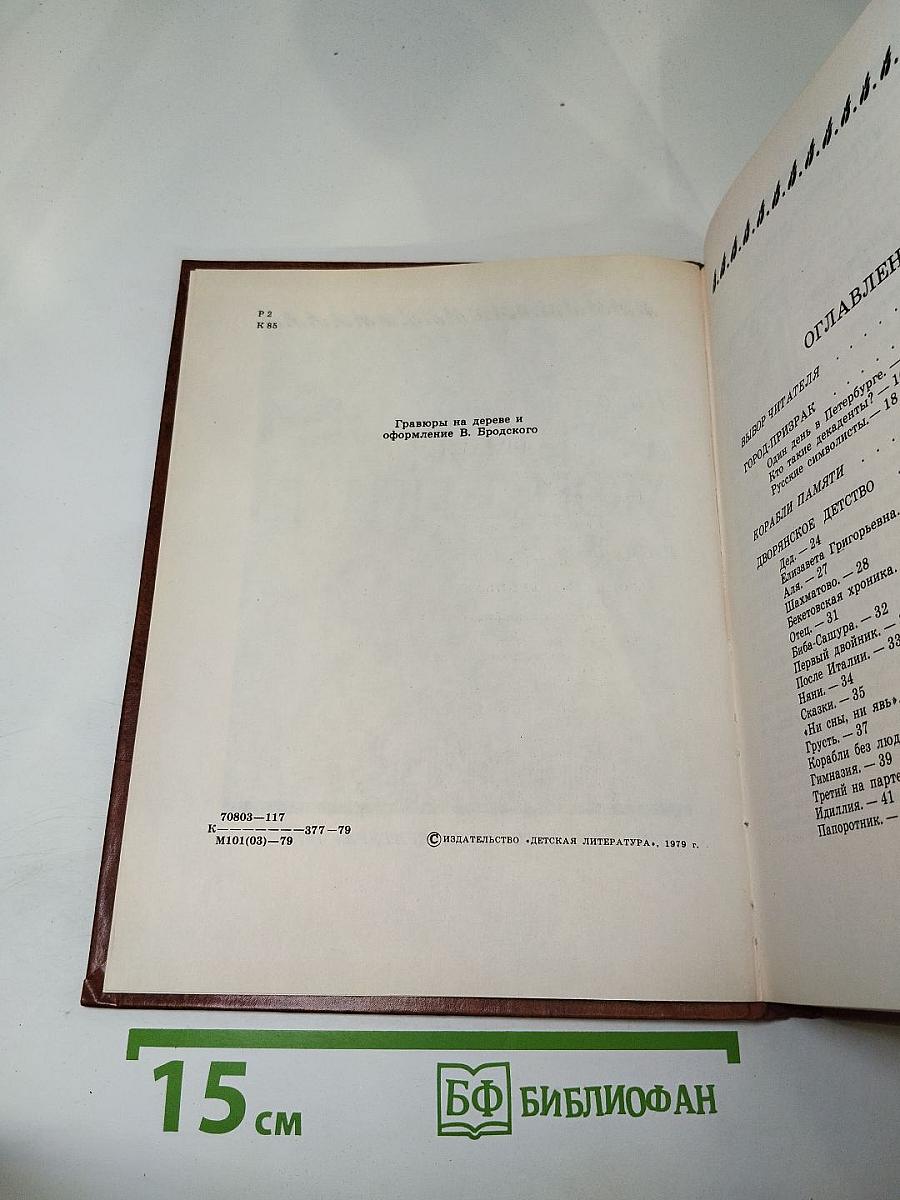 Р 2
К 85
Гравюры на дереве и
оформление В. Бродского
70803—117
К————————377—79
М101(03)—79
©ИЗДАТЕЛЬСТВО «ДЕТСКАЯ ЛИТЕРАТУРА», 1979 г.
ОГЛАВЛЕН
ВЫБОР ЧИТАТЕЛЯ . .
ГОРОД-ПРИЗРАК . . . . .
Один день в Петербурге. —
Кто такие декаденты? — 1
Русские символисты. — 18
КОРАБЛИ ПАМЯТИ . . .
ДВОРЯНСКОЕ ДЕТСТВО
Дед. — 24
Елизавета Григорьевна.
Аля. — 27
Шахматово. — 28
Бекетовская хроника.
Отец. — 31
Биба-Сашура. — 32
Первый двойник. —
После Италии. — 33
Няни. — 34
Сказки. — 35
«Ни сны, ни явь».
Грусть. — 37
Корабли без люд
Гимназия. — 39
Третий на парте
Идиллия. — 41
Папоротник. —
15 см
БФ БИБЛИОФАН